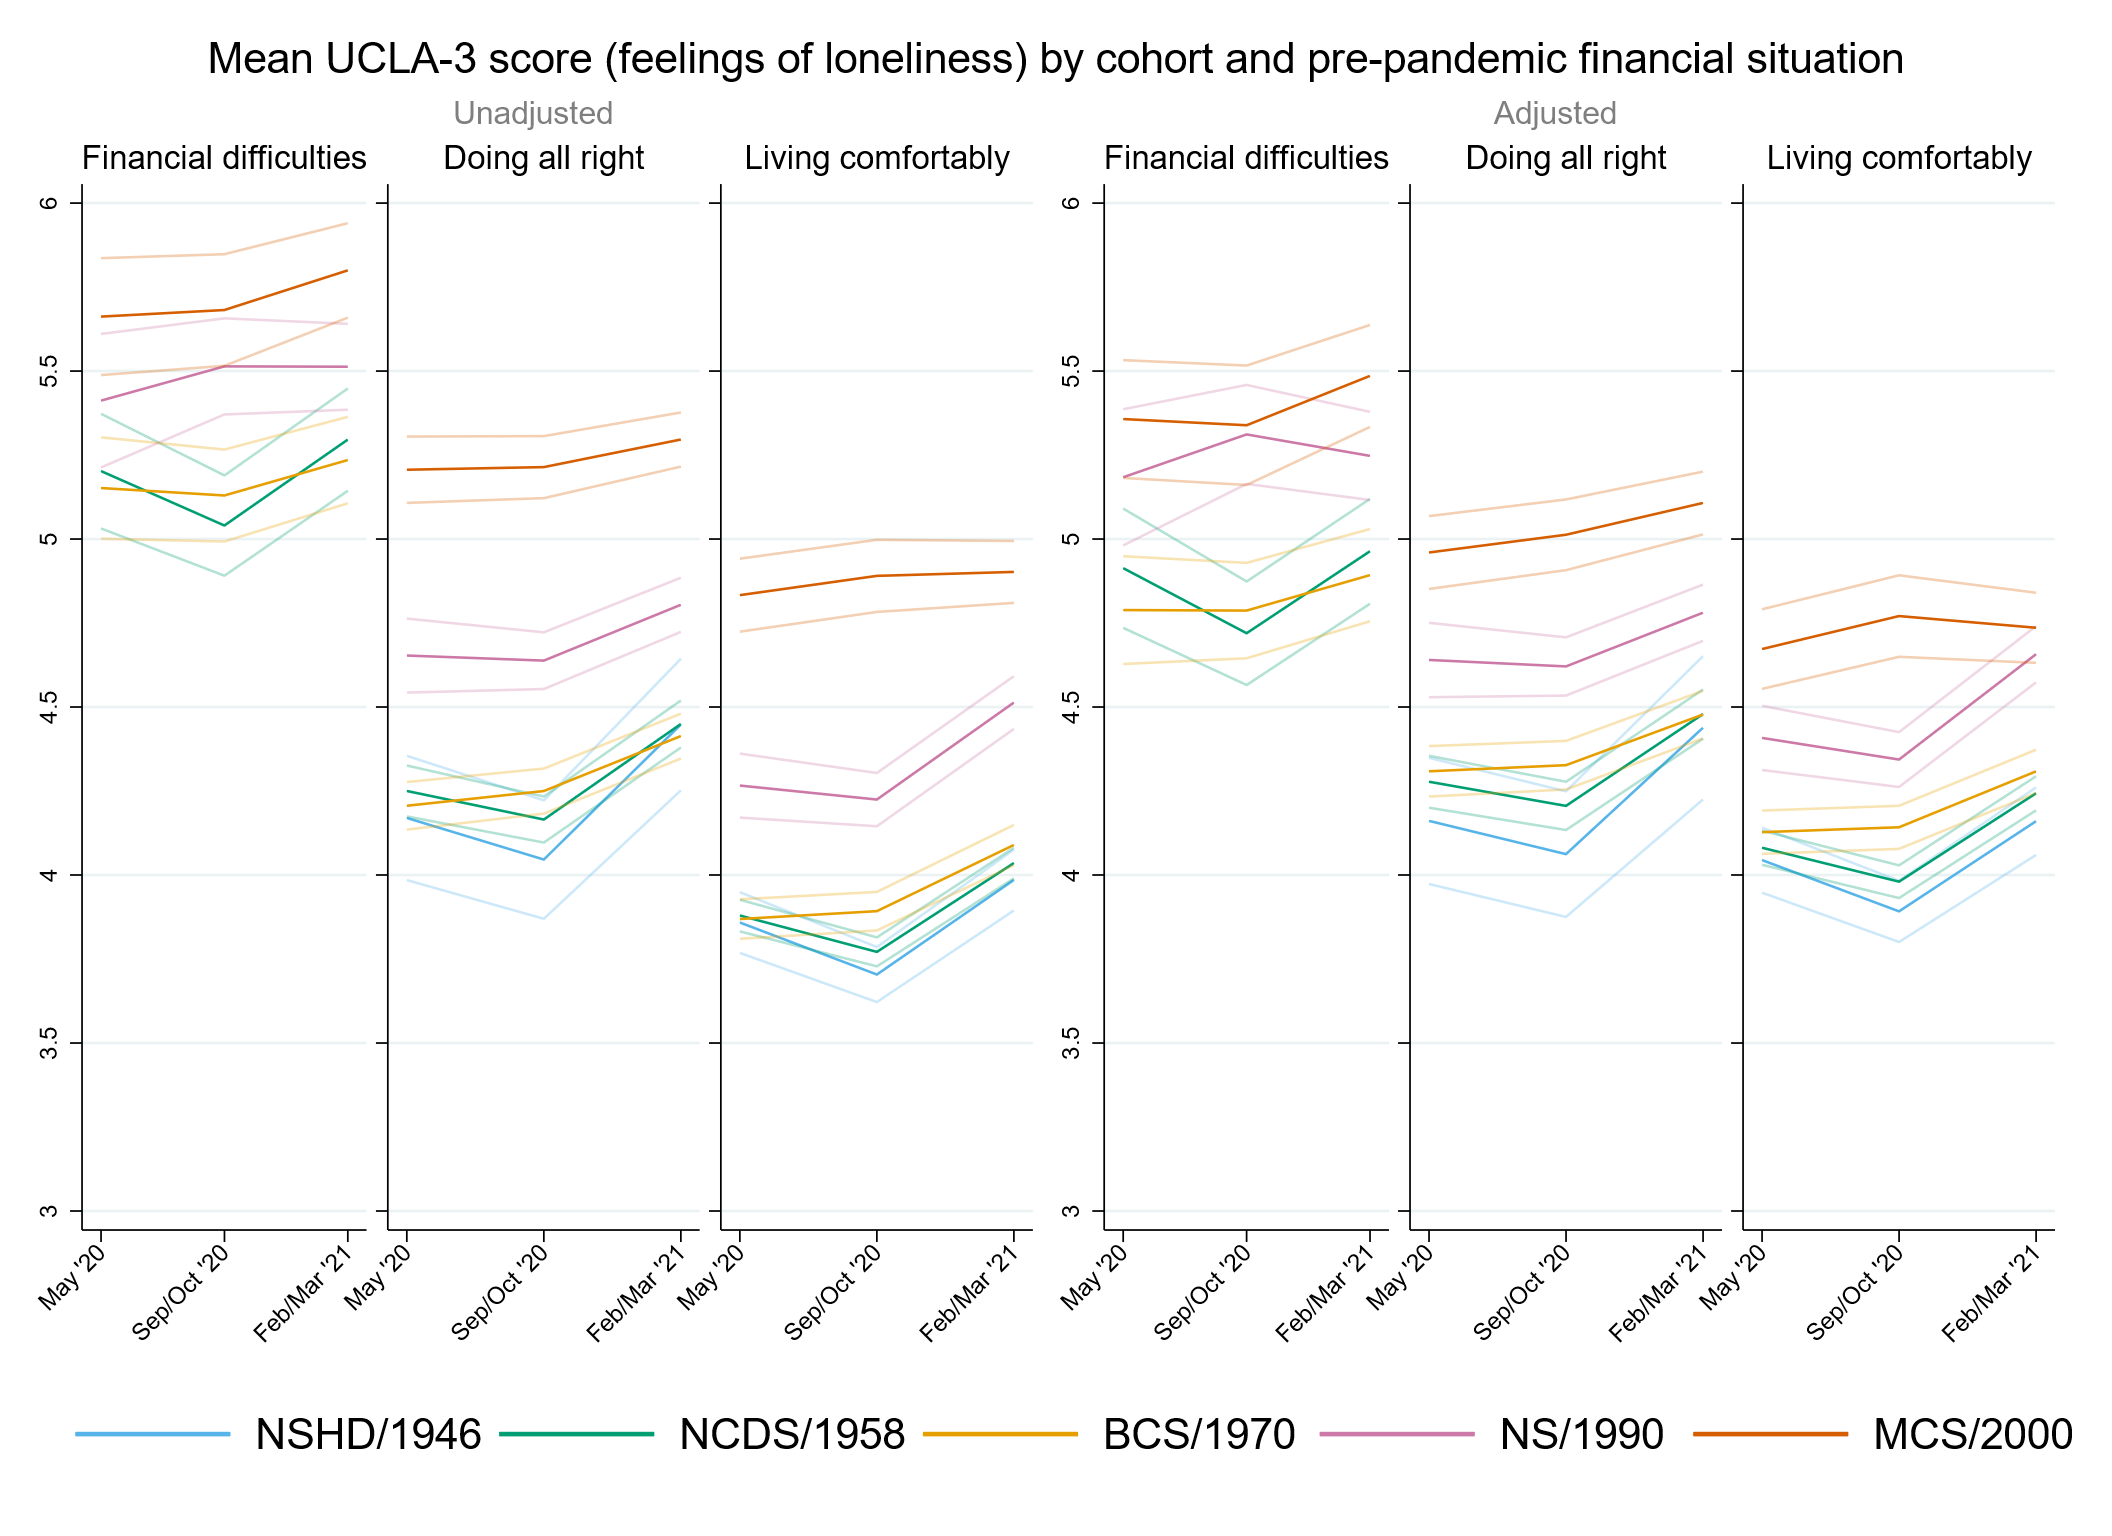 Mean UCLA-3 score (feelings of loneliness) by cohort and pre-pandemic financial situation
Unadjusted
Adjusted
Financial difficulties
Doing all right
Living comfortably
Financial difficulties
Doing all right
Living comfortably
6
5.5
5
4.5
4
3.5
3
6
5.5
5
4.5
4
3.5
3
May '20
Sep/Oct '20
Feb/Mar '21
May '20
Sep/Oct '20
Feb/Mar '21
May '20
Sep/Oct '20
Feb/Mar '21
May '20
Sep/Oct '20
Feb/Mar '21
May '20
Sep/Oct '20
Feb/Mar '21
May '20
Sep/Oct '20
Feb/Mar '21
NSHD/1946
NCDS/1958
BCS/1970
NS/1990
MCS/2000